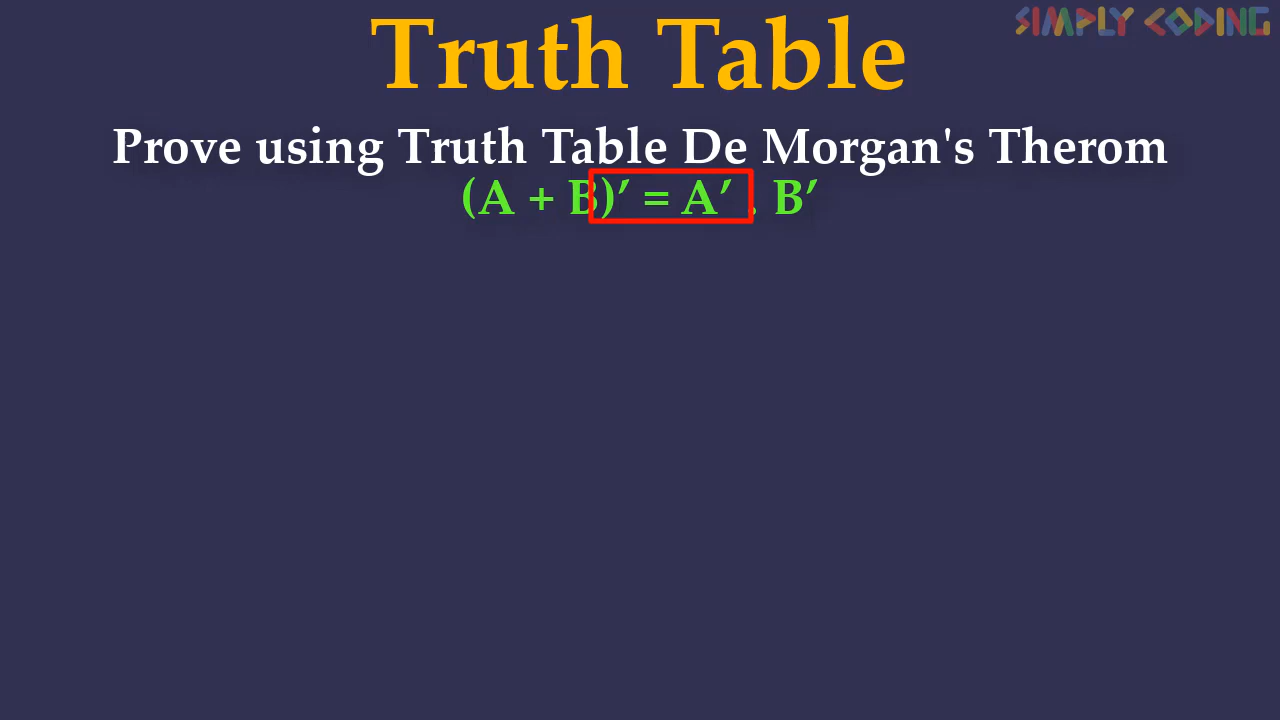 SIMPLY CODING
Truth Table
Prove using Truth Table De Morgan's Therom
(A + B)’ = A’ . B’